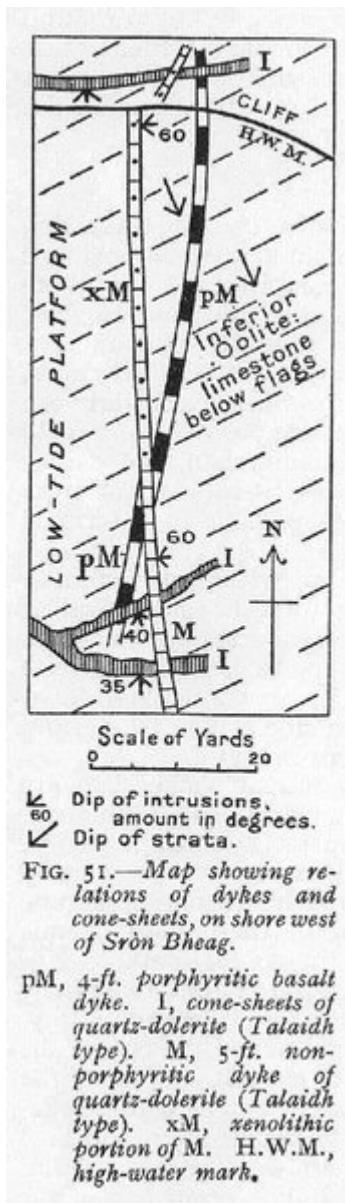 I
CLIFF
H.W.M.
60
LOW-TIDE PLATFORM
xM
pM
Inferior
Oolite:
limestone
below flags
60
N
pM
I
40
M
35
I
Scale of Yards
0 20
60 Dip of intrusions,
amount in degrees.
Dip of strata.
FIG. 51.—Map showing re-
lations of dykes and
cone-sheets, on shore west
of Sròn Bheag.
pM, 4-ft. porphyritic basalt
dyke. I, cone-sheets of
quartz-dolerite (Talaidh
type). M, 5-ft. non-
porphyritic dyke of
quartz-dolerite (Talaidh
type). xM, xenolithic
portion of M. H.W.M.,
high-water mark.